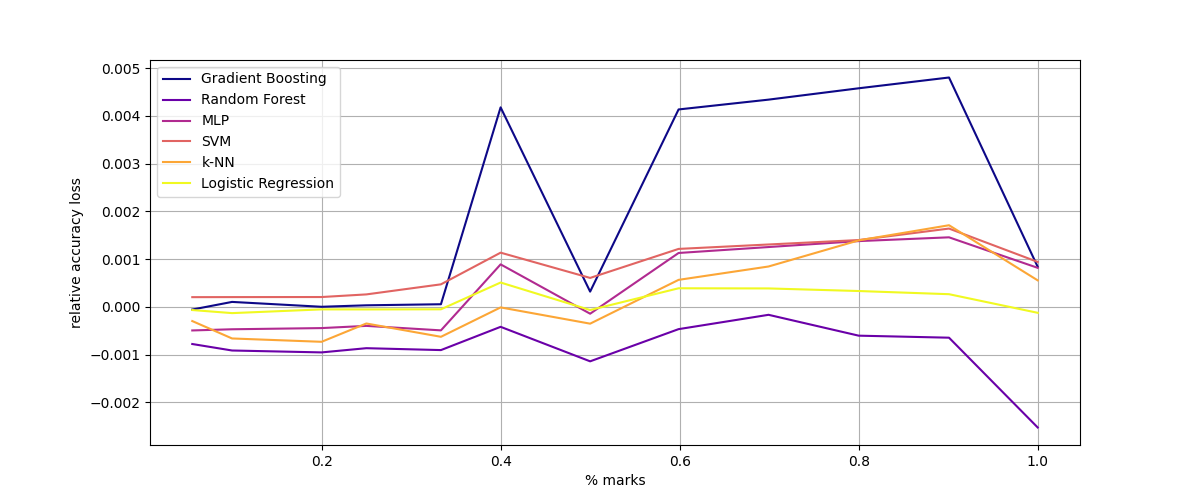 0.005
0.004
0.003
0.002
0.001
0.000
−0.001
−0.002
relative accuracy loss
Gradient Boosting
Random Forest
MLP
SVM
k-NN
Logistic Regression
0.2 0.4 0.6 0.8 1.0
% marks